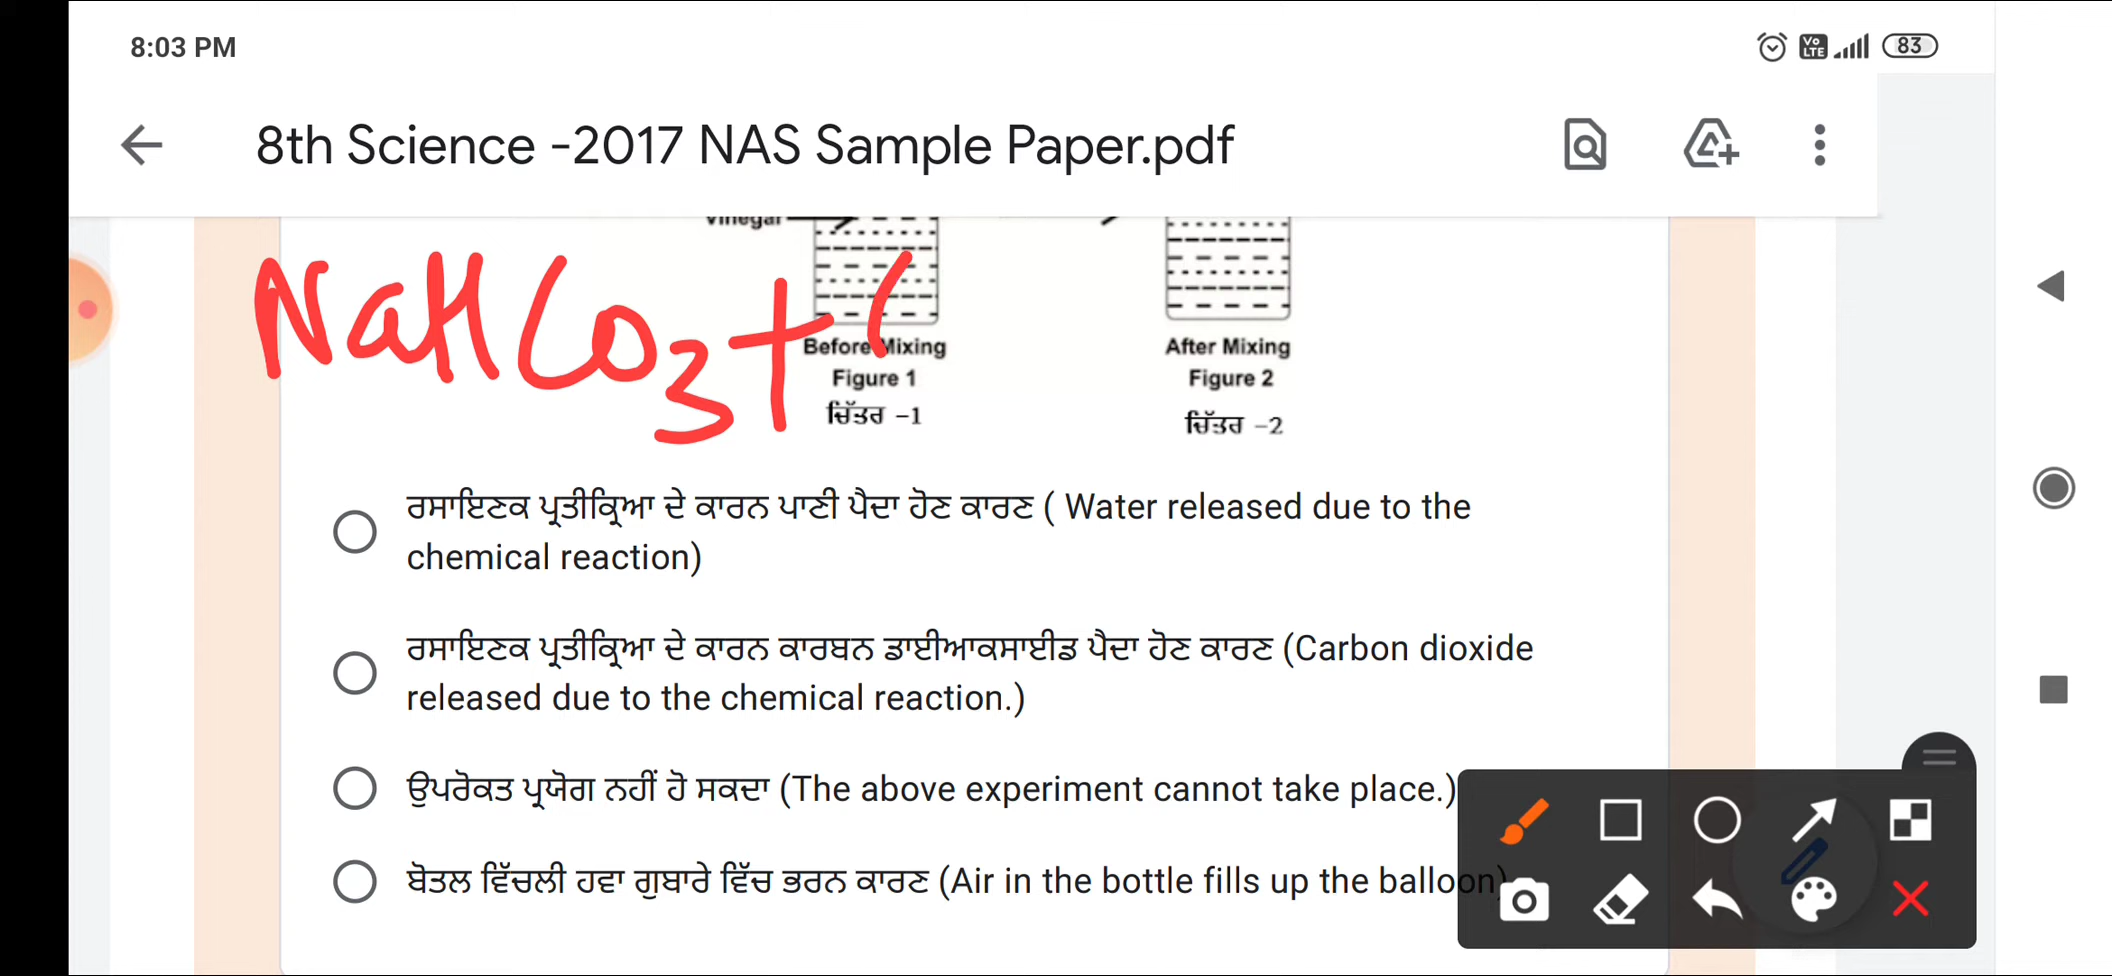 8:03 PM
Vo LTE
83
8th Science -2017 NAS Sample Paper.pdf
Vinegar
NaHCO3 + C
Before Mixing
After Mixing
Figure 1
Figure 2
ਚਿੱਤਰ -1
ਚਿੱਤਰ -2
ਰਸਾਇਣਕ ਪ੍ਰਤੀਕ੍ਰਿਆ ਦੇ ਕਾਰਨ ਪਾਣੀ ਪੈਦਾ ਹੋਣ ਕਾਰਣ ( Water released due to the
chemical reaction)
ਰਸਾਇਣਕ ਪ੍ਰਤੀਕ੍ਰਿਆ ਦੇ ਕਾਰਨ ਕਾਰਬਨ ਡਾਈਆਕਸਾਈਡ ਪੈਦਾ ਹੋਣ ਕਾਰਣ (Carbon dioxide
released due to the chemical reaction.)
ਉਪਰੋਕਤ ਪ੍ਰਯੋਗ ਨਹੀਂ ਹੋ ਸਕਦਾ (The above experiment cannot take place.)
ਬੋਤਲ ਵਿੱਚਲੀ ਹਵਾ ਗੁਬਾਰੇ ਵਿੱਚ ਭਰਨ ਕਾਰਣ (Air in the bottle fills up the balloon)